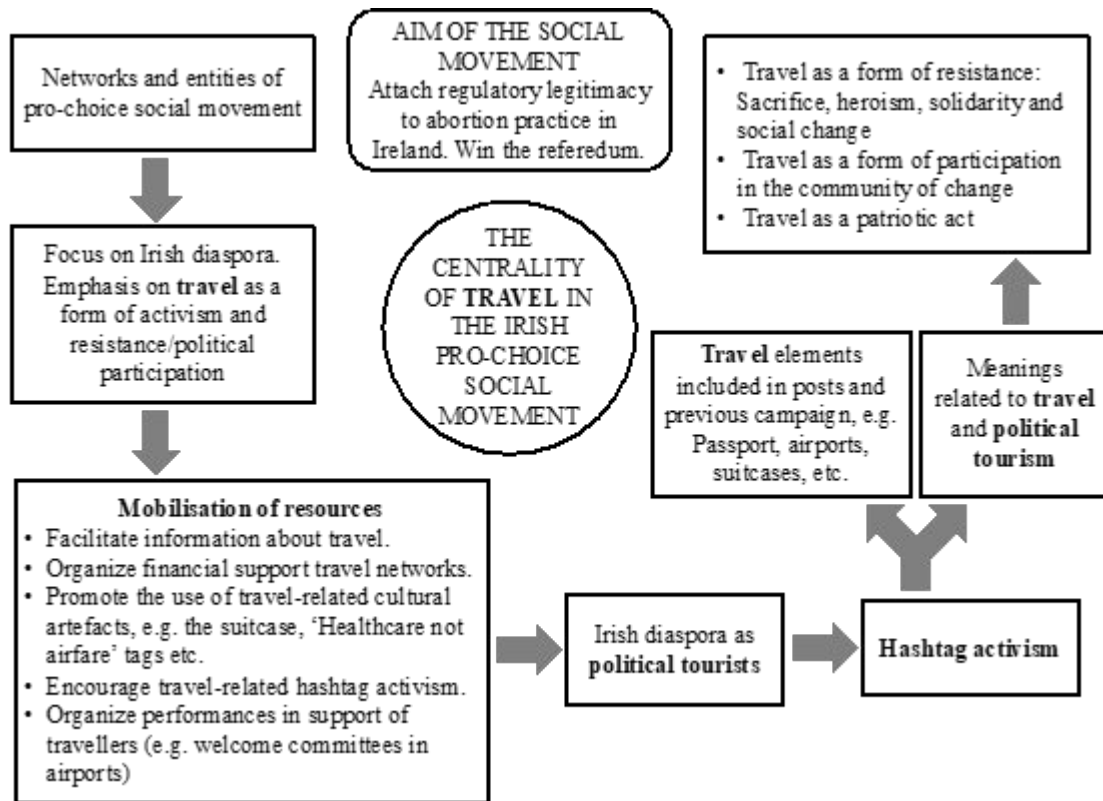 Networks and entities of
pro-choice social movement
AIM OF THE SOCIAL
MOVEMENT
Attach regulatory legitimacy
to abortion practice in
Ireland. Win the referedum.
• Travel as a form of resistance:
Sacrifice, heroism, solidarity and
social change
• Travel as a form of participation
in the community of change
• Travel as a patriotic act
Focus on Irish diaspora.
Emphasis on travel as a
form of activism and
resistance/political
participation
THE
CENTRALITY
OF TRAVEL IN
THE IRISH
PRO-CHOICE
SOCIAL
MOVEMENT
Travel elements
included in posts and
previous campaign, e.g.
Passport, airports,
suitcases, etc.
Meanings
related to travel
and political
tourism
Mobilisation of resources
• Facilitate information about travel.
• Organize financial support travel networks.
• Promote the use of travel-related cultural
artefacts, e.g. the suitcase, ‘Healthcare not
airfare’ tags etc.
• Encourage travel-related hashtag activism.
• Organize performances in support of
travellers (e.g. welcome committees in
airports)
Irish diaspora as
political tourists
Hashtag activism